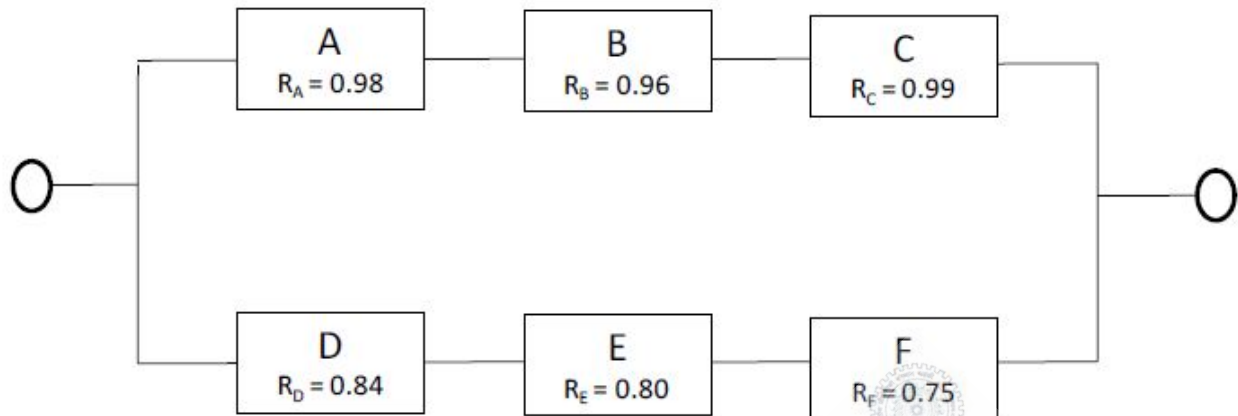 A
R_A = 0.98
B
R_B = 0.96
C
R_C = 0.99
D
R_D = 0.84
E
R_E = 0.80
F
R_F = 0.75